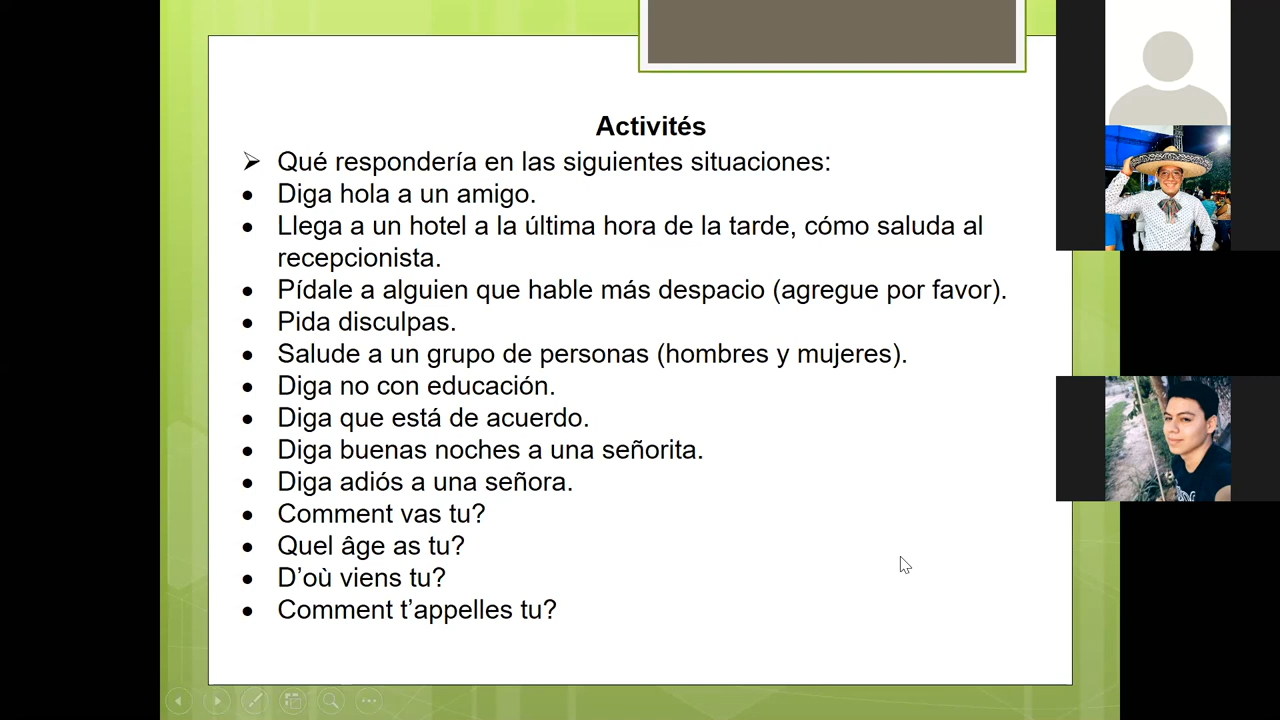 Activités
Qué respondería en las siguientes situaciones:
Diga hola a un amigo.
Llega a un hotel a la última hora de la tarde, cómo saluda al
recepcionista.
Pídale a alguien que hable más despacio (agregue por favor).
Pida disculpas.
Salude a un grupo de personas (hombres y mujeres).
Diga no con educación.
Diga que está de acuerdo.
Diga buenas noches a una señorita.
Diga adiós a una señora.
Comment vas tu?
Quel âge as tu?
D’où viens tu?
Comment t’appelles tu?